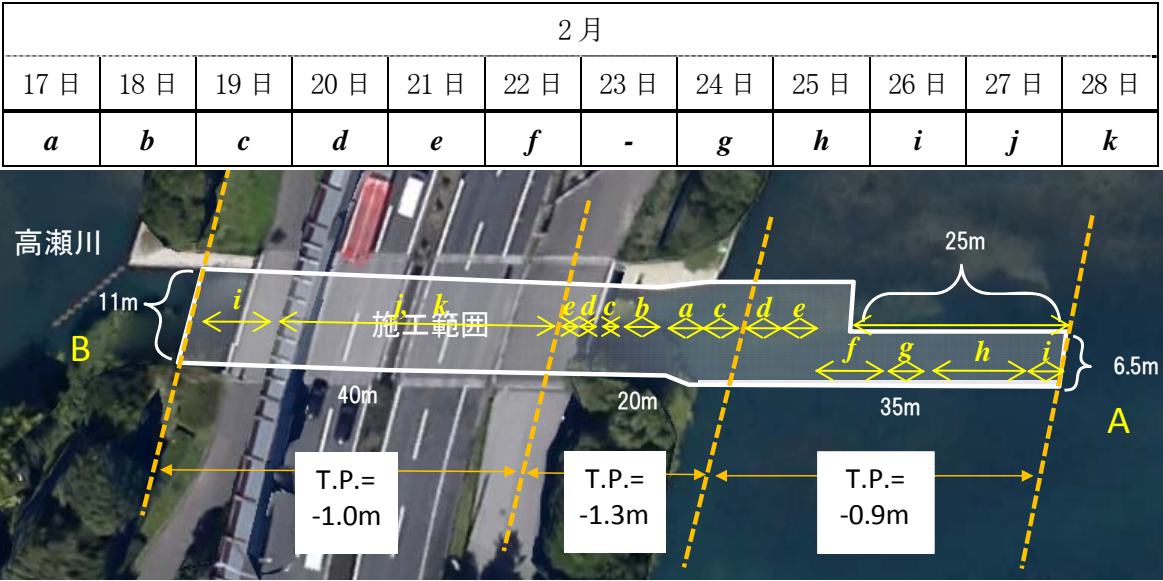 2月
17日 18日 19日 20日 21日 22日 23日 24日 25日 26日 27日 28日
a b c d e f - g h i j k
高瀬川
25m
11m
i j, k e d c b a c d e
施工範囲
B
f g h i
6.5m
40m 20m 35m
A
T.P.=
-1.0m
T.P.=
-1.3m
T.P.=
-0.9m